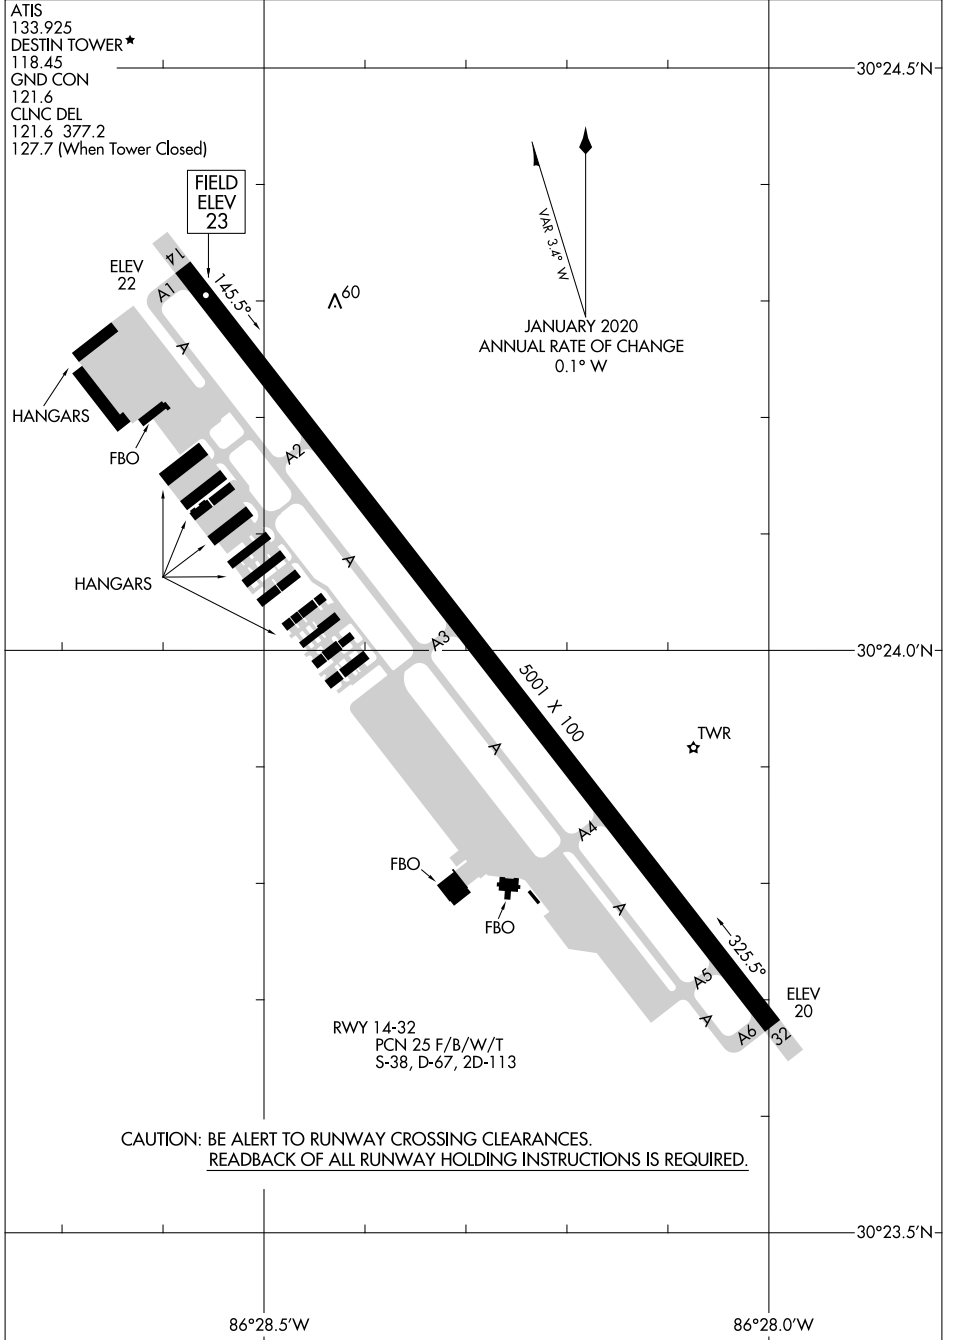 ATIS
133.925
DESTIN TOWER★
118.45
GND CON
121.6
CLNC DEL
121.6 377.2
127.7 (When Tower Closed)
30°24.5'N
FIELD
ELEV
23
VAR 3.4° W
14
ELEV
22
A1
145.5°
60
JANUARY 2020
ANNUAL RATE OF CHANGE
0.1° W
A
HANGARS
FBO
A2
A
HANGARS
A3
30°24.0'N
5001 X 100
TWR
A
A4
FBO
FBO
A
325.5°
A5
ELEV
20
A
A6
32
RWY 14-32
PCN 25 F/B/W/T
S-38, D-67, 2D-113
CAUTION: BE ALERT TO RUNWAY CROSSING CLEARANCES.
READBACK OF ALL RUNWAY HOLDING INSTRUCTIONS IS REQUIRED.
30°23.5'N
86°28.5'W
86°28.0'W